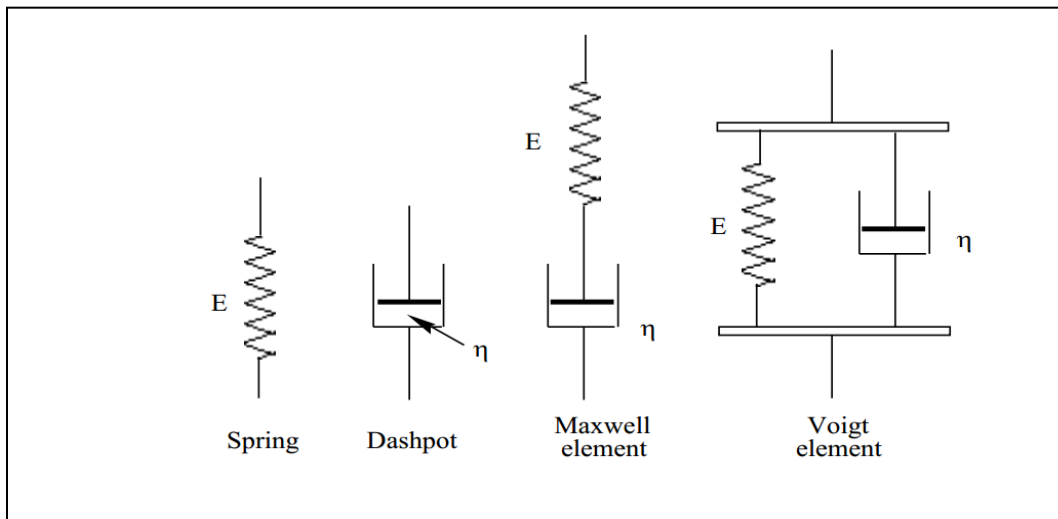 E
Spring
η
Dashpot
E
η
Maxwell
element
E
η
Voigt
element